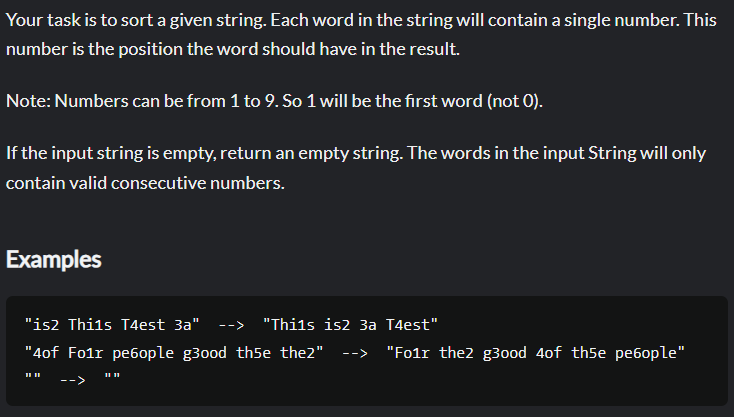 Your task is to sort a given string. Each word in the string will contain a single number. This
number is the position the word should have in the result.
Note: Numbers can be from 1 to 9. So 1 will be the first word (not 0).
If the input string is empty, return an empty string. The words in the input String will only
contain valid consecutive numbers.
Examples
"is2 Thi1s T4est 3a"  -->  "Thi1s is2 3a T4est"
"4of Fo1r pe6ople g3ood th5e the2"  -->  "Fo1r the2 g3ood 4of th5e pe6ople"
""  -->  ""